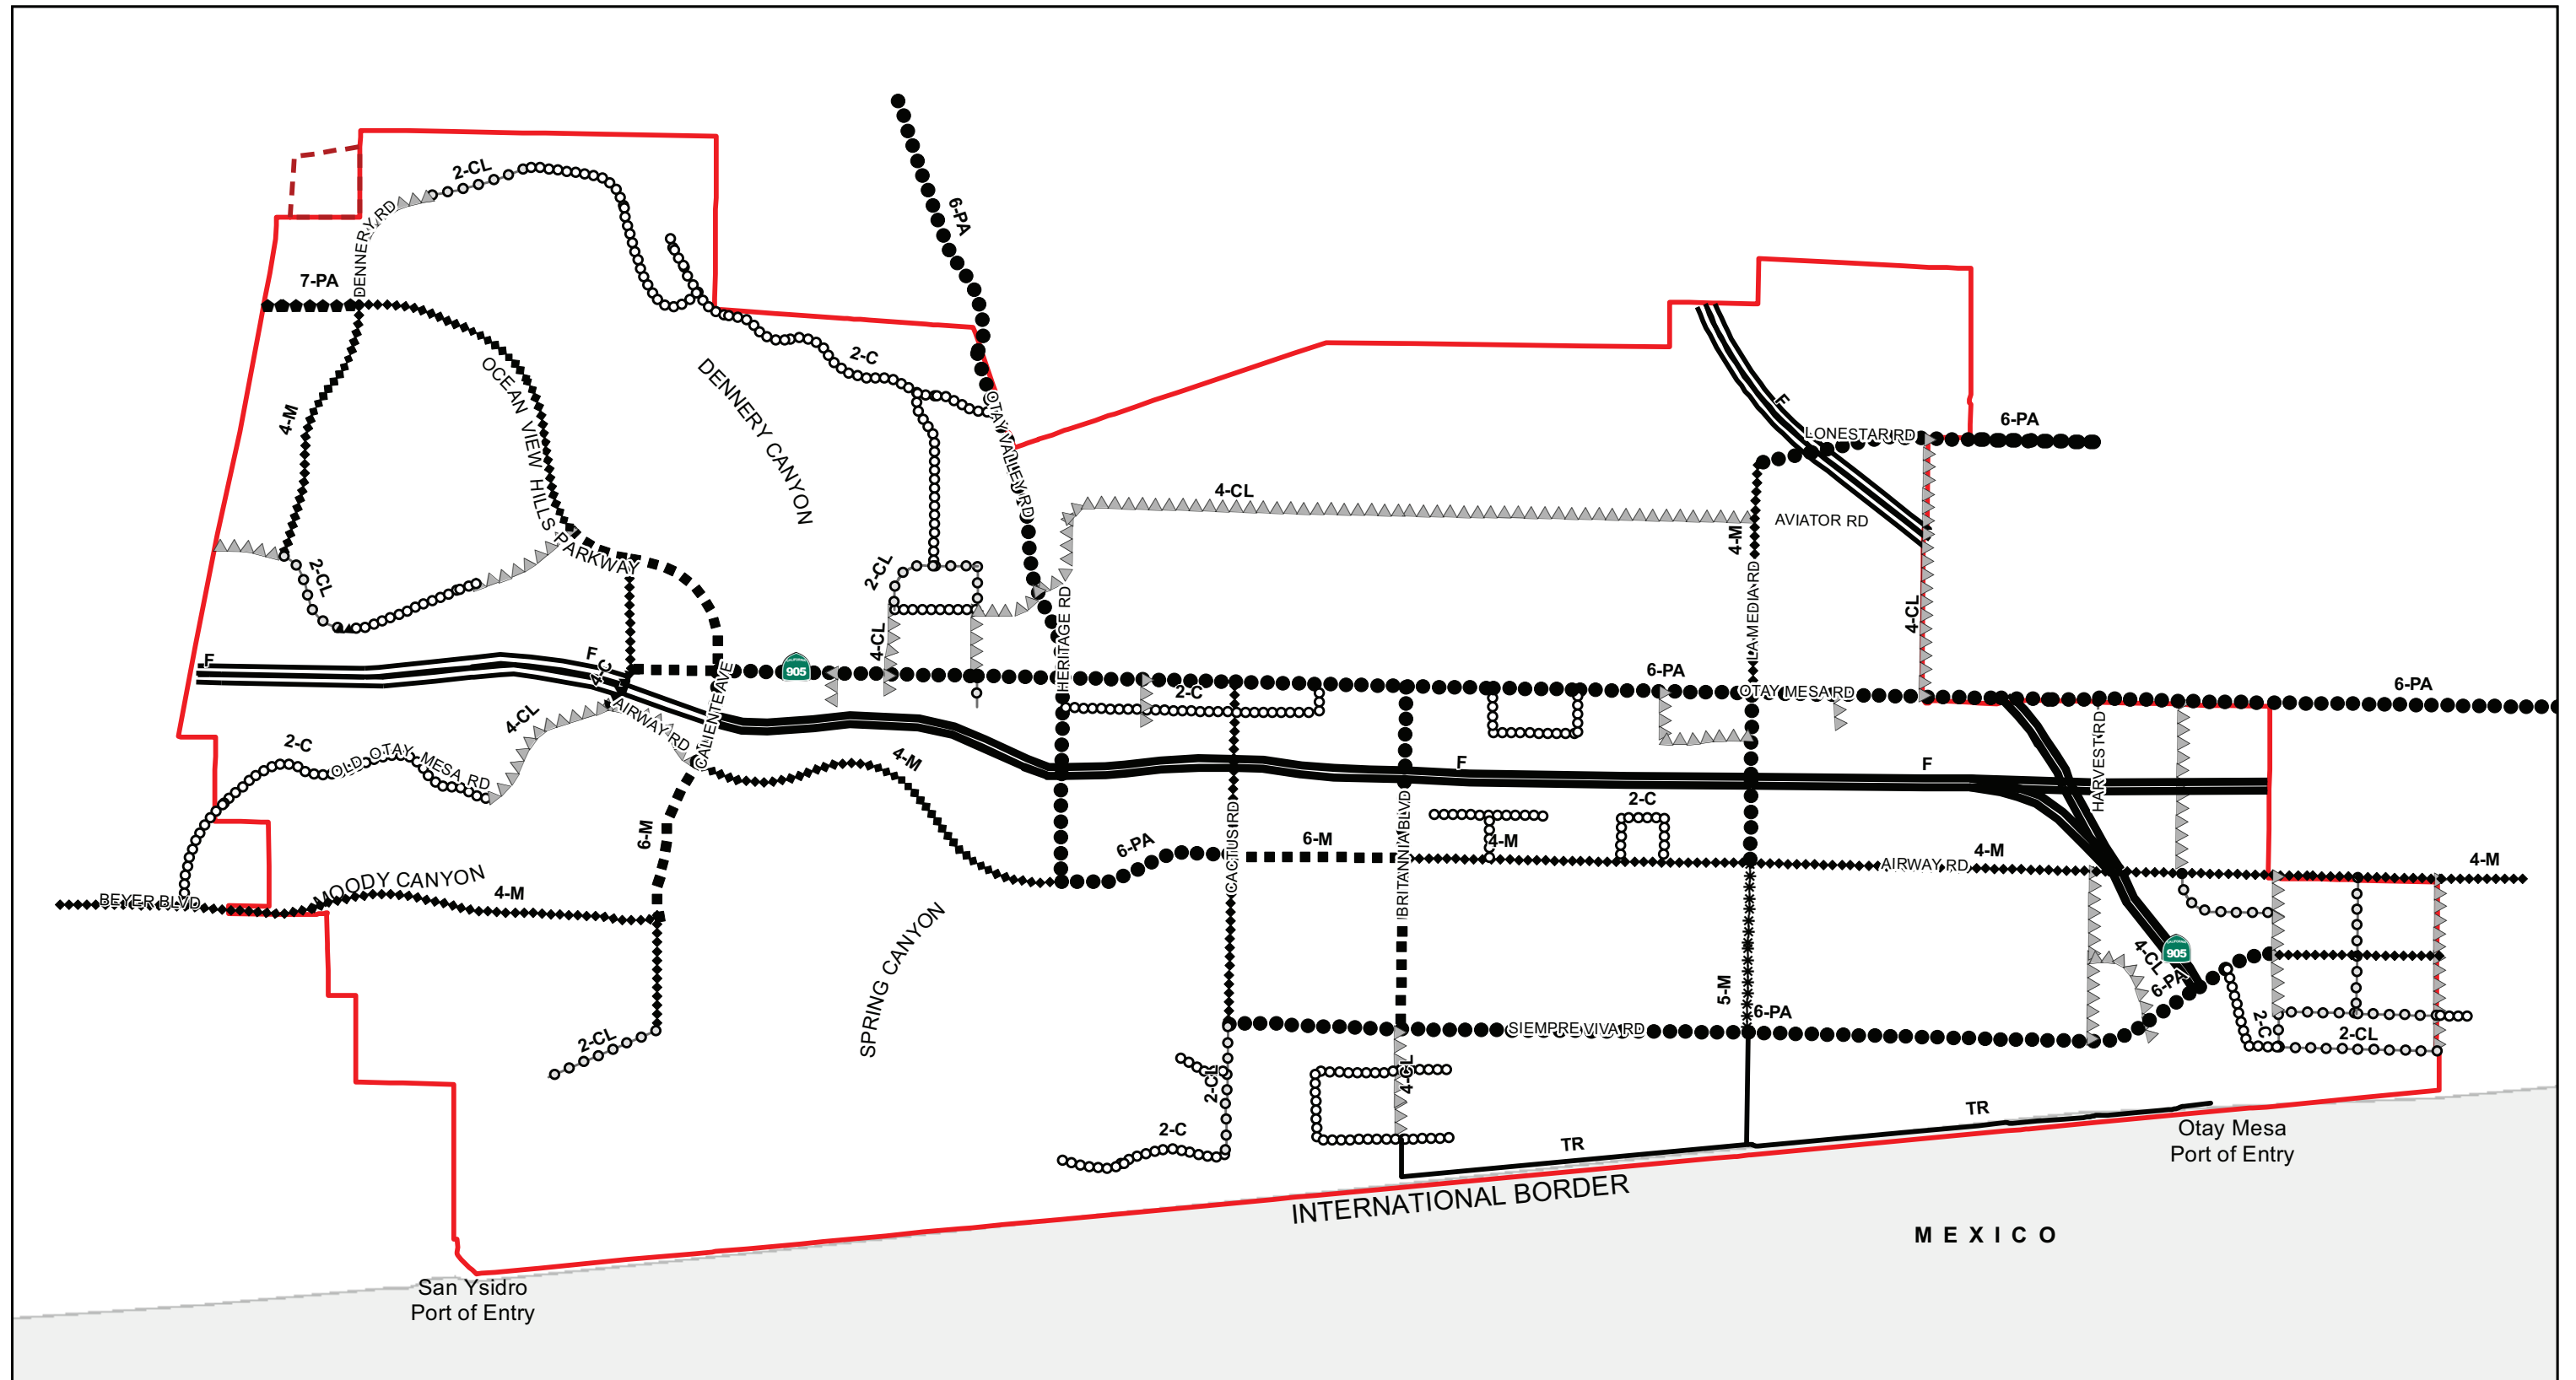 2-CL
DENNERY RD
7-PA
6-PA
4-M
OCEAN VIEW HILLS PARKWAY
2-C
DENNERY CANYON
OTAY VALLEY RD
F
LONESTAR RD
6-PA
4-CL
AVIATOR RD
4-M
LA MEDIA RD
4-CL
2-CL
2-CL
4-CL
HERITAGE RD
F
F
4-C
CALIFORNIA
905
CALIENTE AVE
6-PA
OTAY MESA RD
6-PA
2-C
AIRWAY RD
4-CL
2-C
OLD OTAY MESA RD
4-M
F
F
HARVEST RD
6-M
CACTUS RD
BRITANNIA BLVD
2-C
6-PA
6-M
4-M
AIRWAY RD
4-M
4-M
BEYER BLVD
MOODY CANYON
4-M
SPRING CANYON
4-CL
CALIFORNIA
905
6-PA
5-M
6-PA
SIEMPRE VIVA RD
2-C
2-CL
2-CL
2-CL
4-CL
2-C
TR
TR
Otay Mesa
Port of Entry
INTERNATIONAL BORDER
MEXICO
San Ysidro
Port of Entry